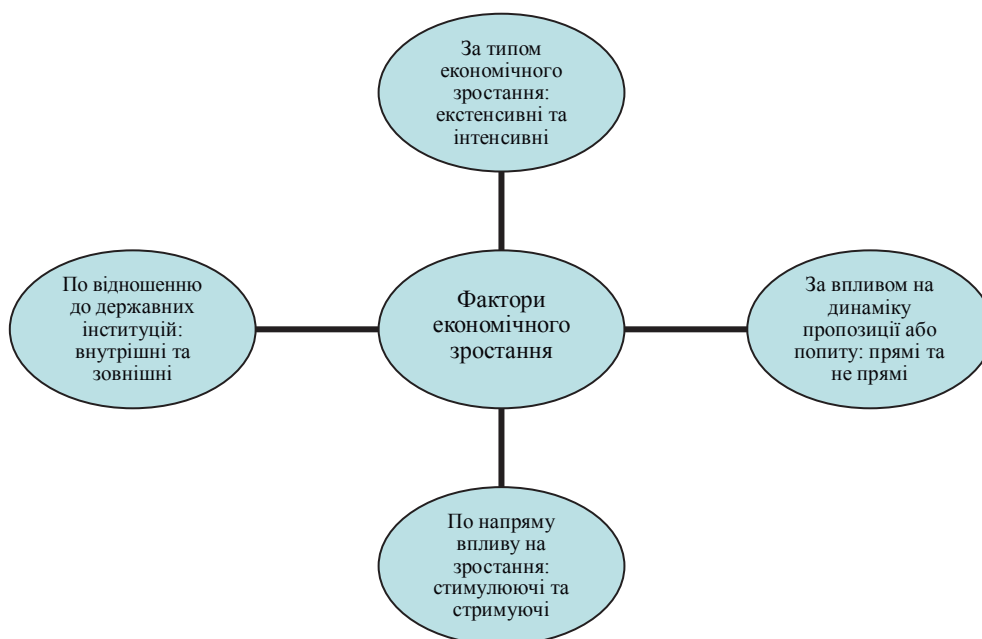 За типом
економічного
зростання:
екстенсивні та
інтенсивні
По відношенню
до державних
інституцій:
внутрішні та
зовнішні
Фактори
економічного
зростання
За впливом на
динаміку
пропозиції або
попиту: прямі та
не прямі
По напряму
впливу на
зростання:
стимулюючі та
стримуючі